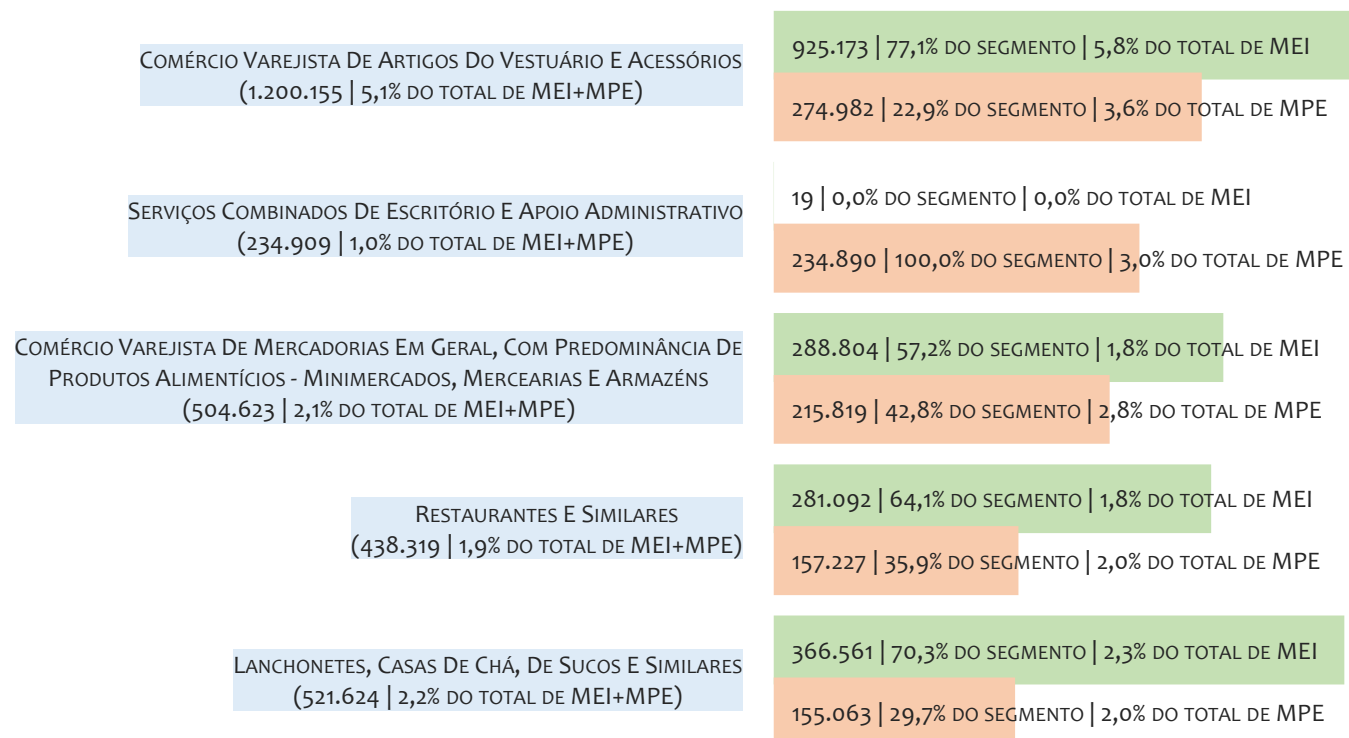 Comércio Varejista De Artigos Do Vestuário E Acessórios
(1.200.155 | 5,1% do total de MEI+MPE)
925.173 | 77,1% do segmento | 5,8% do total de MEI
274.982 | 22,9% do segmento | 3,6% do total de MPE
Serviços Combinados De Escritório E Apoio Administrativo
(234.909 | 1,0% do total de MEI+MPE)
19 | 0,0% do segmento | 0,0% do total de MEI
234.890 | 100,0% do segmento | 3,0% do total de MPE
Comércio Varejista De Mercadorias Em Geral, Com Predominância De
Produtos Alimentícios - Minimercados, Mercearias E Armazéns
(504.623 | 2,1% do total de MEI+MPE)
288.804 | 57,2% do segmento | 1,8% do total de MEI
215.819 | 42,8% do segmento | 2,8% do total de MPE
Restaurantes E Similares
(438.319 | 1,9% do total de MEI+MPE)
281.092 | 64,1% do segmento | 1,8% do total de MEI
157.227 | 35,9% do segmento | 2,0% do total de MPE
Lanchonetes, Casas De Chá, De Sucos E Similares
(521.624 | 2,2% do total de MEI+MPE)
366.561 | 70,3% do segmento | 2,3% do total de MEI
155.063 | 29,7% do segmento | 2,0% do total de MPE